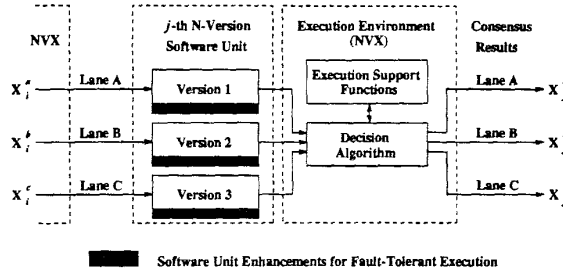 NVX
j-th N-Version
Software Unit
Execution Environment
(NVX)
Consensus
Results
X i a
Lane A
Version 1
Execution Support
Functions
Lane A
X
X i b
Lane B
Version 2
Decision
Algorithm
Lane B
X
X i c
Lane C
Version 3
Lane C
X
Software Unit Enhancements for Fault-Tolerant Execution